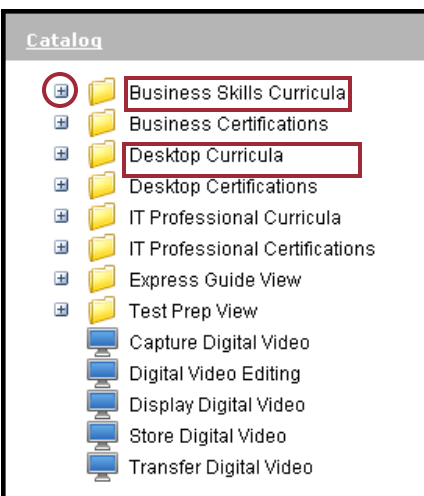 Catalog
Business Skills Curricula
Business Certifications
Desktop Curricula
Desktop Certifications
IT Professional Curricula
IT Professional Certifications
Express Guide View
Test Prep View
Capture Digital Video
Digital Video Editing
Display Digital Video
Store Digital Video
Transfer Digital Video